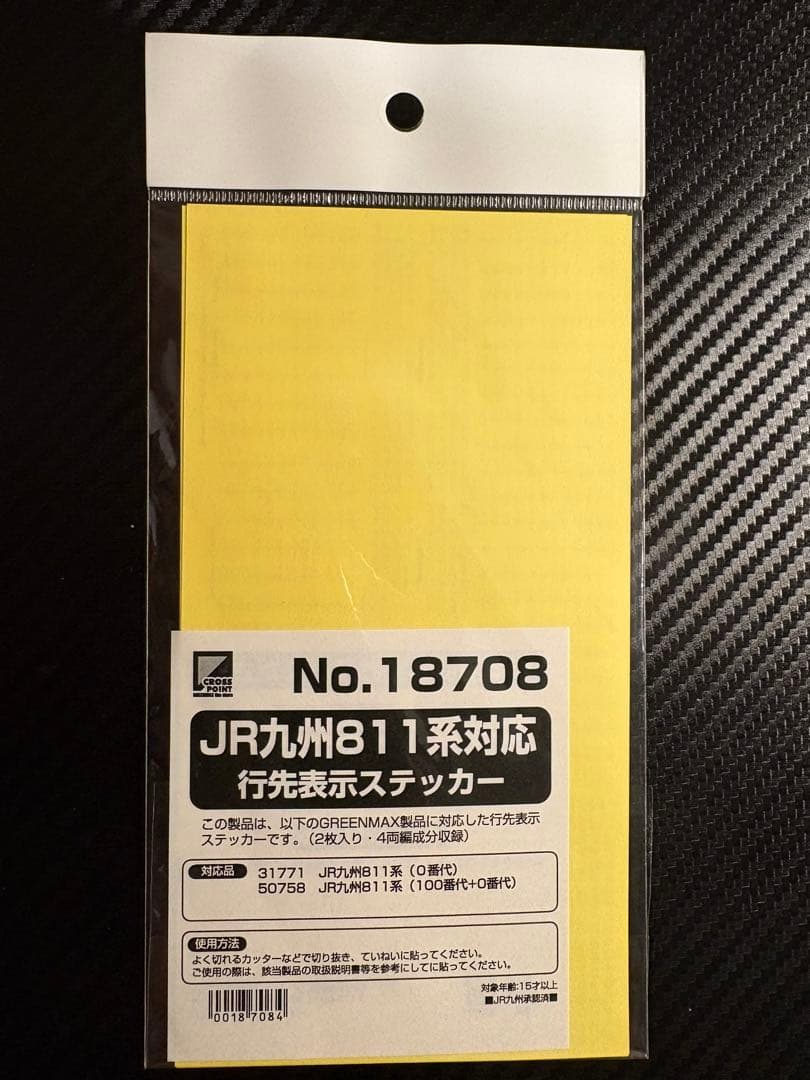 CROSS
POINT
No.18708
JR九州811系対応
行先表示ステッカー
この製品は、以下のGREENMAX製品に対応した行先表示
ステッカーです。(2枚入り・4両編成分収録)
対応品
31771 JR九州811系(0番代)
50758 JR九州811系(100番代+0番代)
使用方法
よく切れるカッターなどで切り抜き、ていねいに貼ってください。
ご使用の際は、該当製品の取扱説明書等を参考にしてに貼ってください。
対象年齢:15才以上
■JR九州承認済■
0018 7084